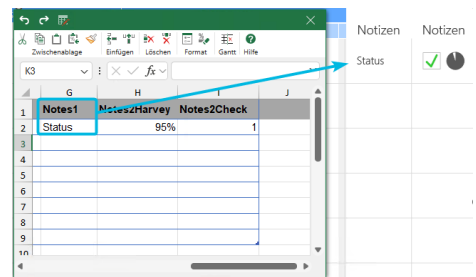 Zwischenablage Einfügen Löschen Format Gantt Hilfe
K3 fx
G H I J
1 Notes1 Notes2Harvey Notes2Check
2 Status 95% 1
3
4
5
6
7
8
9
10
Notizen Notizen
Status